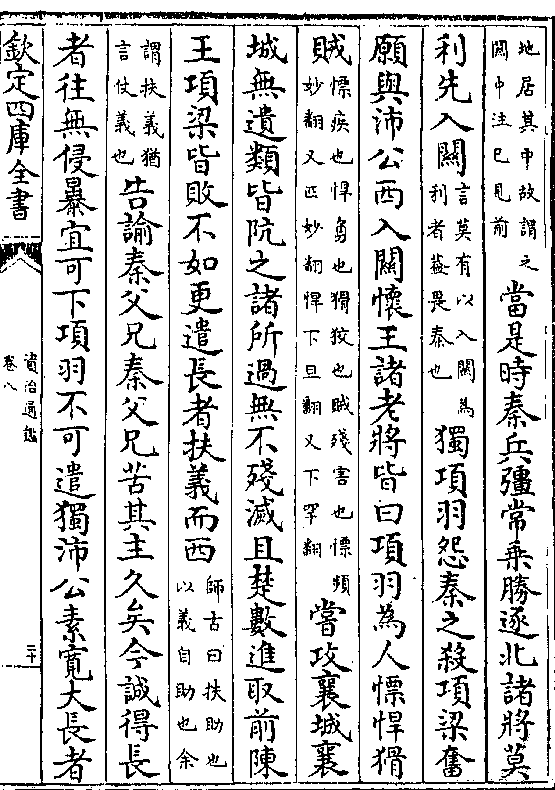 地居其中故謂之
關中注已見前
當是時秦兵彊常乗勝逐北諸將莫
利先入關
言莫有以入關為
利者葢畏秦也
獨項羽怨秦之殺項梁奮
願與沛公西入關懷王諸老將皆曰項羽為人慓悍猾
賊
慓疾也悍勇也猾狡也賊殘害也慓頻
妙翻又匹妙翻悍下旦翻又下罕翻
嘗攻襄城襄
城無遺類皆阬之諸所過無不殘滅且楚數進取前陳
王項梁皆敗不如更遣長者扶義而西
師古曰扶助也
以義自助也余
謂扶義猶
言仗義也
告諭秦父兄秦父兄苦其主久矣今誠得長
者往無侵暴宜可下項羽不可遣獨沛公素寛大長者
欽定四庫全書
資治通鑑
卷八